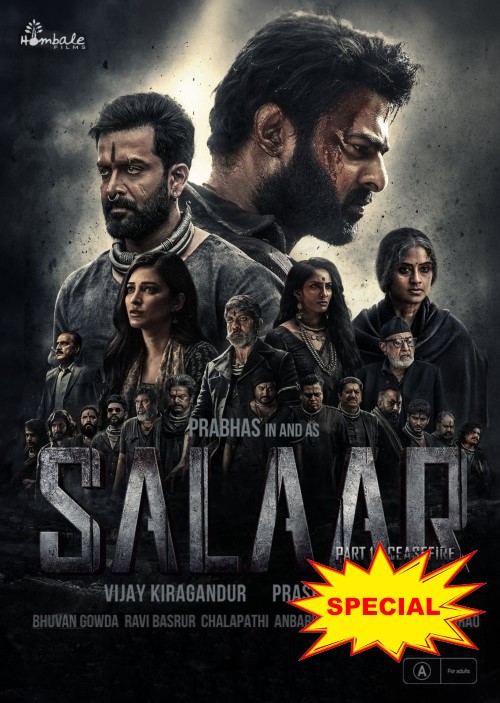 Hombale
FILMS
PRABHAS IN AND AS
SALAAR
PART 1 CEASEFIRE
VIJAY KIRAGANDUR
SPECIAL
BHUVAN GOWDA RAVI BASRUR CHALAPATHI
A For adults